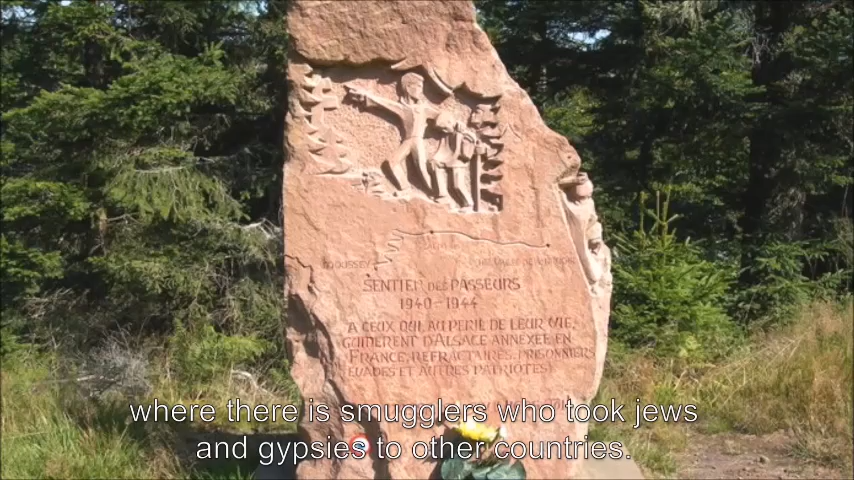 MOUSSEY
SENTIER DES PASSEURS
1940-1944
A CEUX QUI, AU PERIL DE LEUR VIE,
GUIDERENT D'ALSACE ANNEXEE EN
FRANCE, REFRACTAIRES, PRISONNIERS
EVADES ET AUTRES PATRIOTES
where there is smugglers who took jews
and gypsies to other countries.